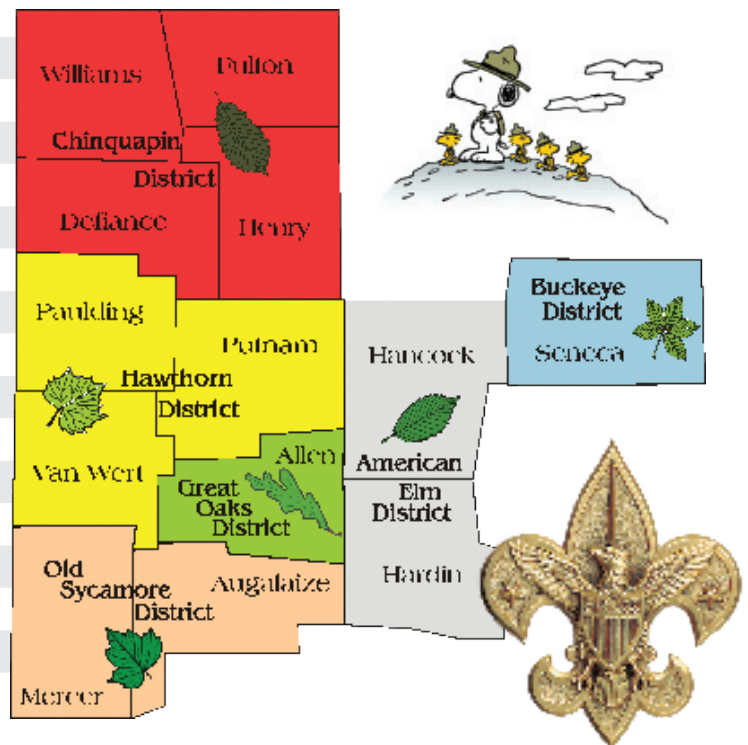 Williams
Fulton
Chinquapin
District
Defiance
Henry
Paulding
Putnam
Hawthorn
District
Van Wert
Allen
Great
Oaks
District
Old
Sycamore
District
Augalaize
Mercer
Hancock
American
Elm
District
Hardin
Buckeye
District
Seneca